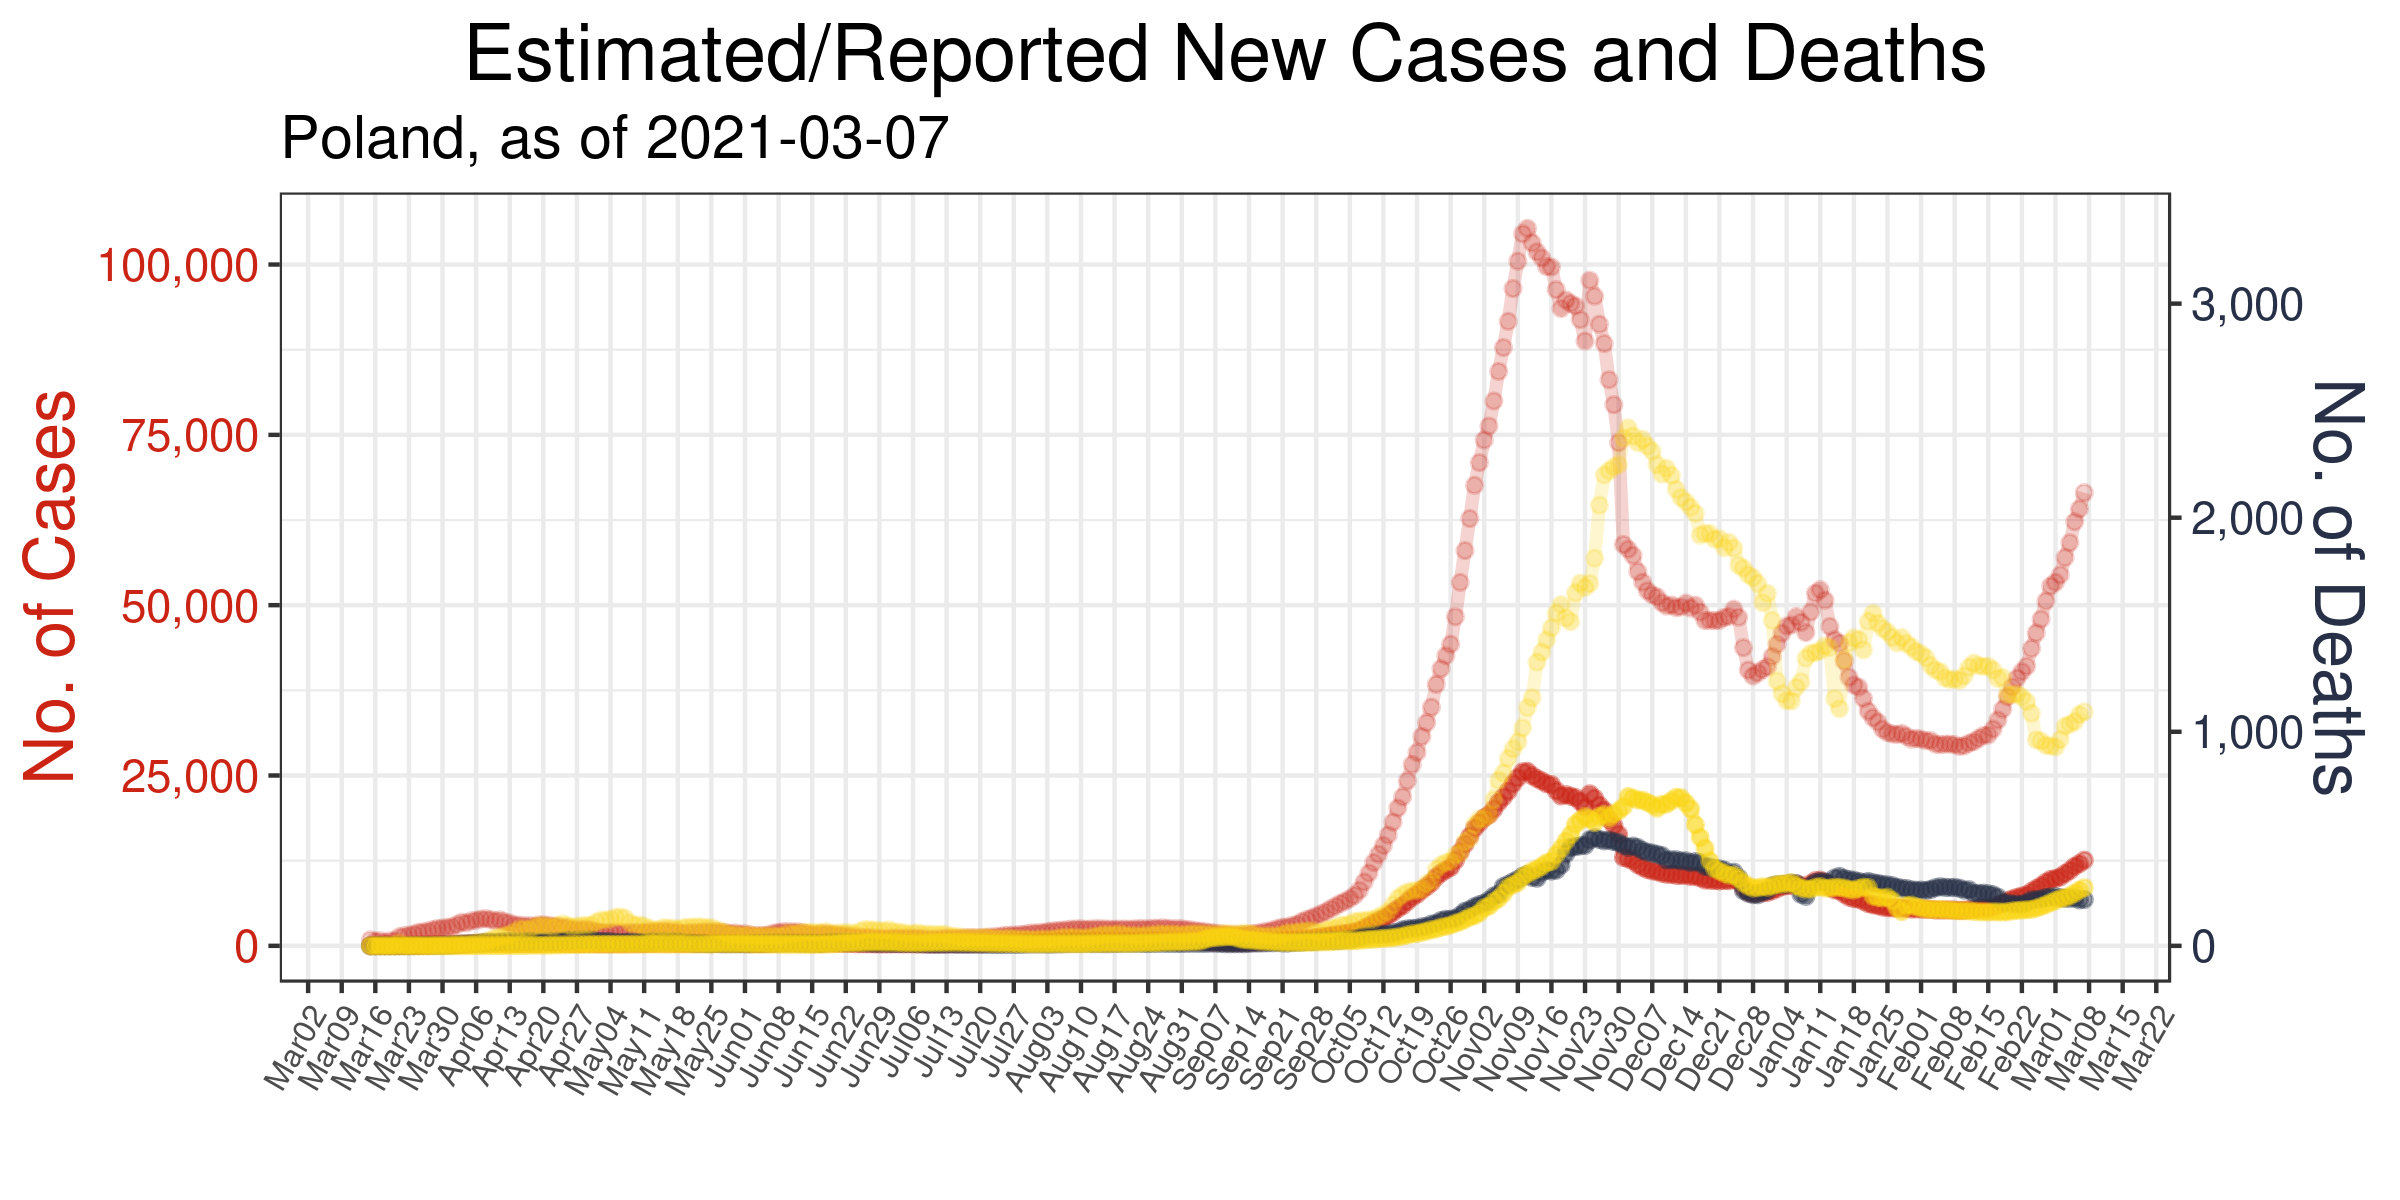 Estimated/Reported New Cases and Deaths
Poland, as of 2021-03-07
No. of Cases
100,000
75,000
50,000
25,000
0
3,000
2,000
1,000
0
No. of Deaths
Mar02
Mar09
Mar16
Mar23
Mar30
Apr06
Apr13
Apr20
Apr27
May04
May11
May18
May25
Jun01
Jun08
Jun15
Jun22
Jun29
Jul06
Jul13
Jul20
Jul27
Aug03
Aug10
Aug17
Aug24
Aug31
Sep07
Sep14
Sep21
Sep28
Oct05
Oct12
Oct19
Oct26
Nov02
Nov09
Nov16
Nov23
Nov30
Dec07
Dec14
Dec21
Dec28
Jan04
Jan11
Jan18
Jan25
Feb01
Feb08
Feb15
Feb22
Mar01
Mar08
Mar15
Mar22